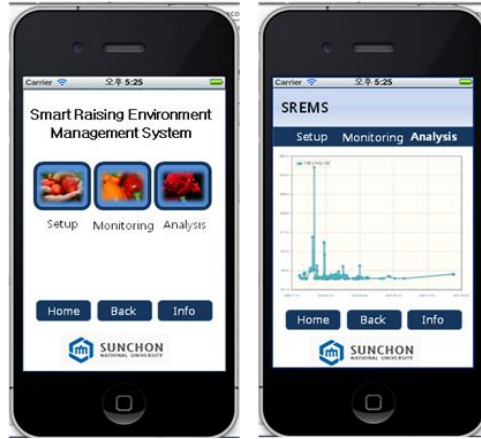 Carrier 오후 5:25
Smart Raising Environment
Management System
Setup Monitoring Analysis
Home Back Info
SUNCHON
NATIONAL UNIVERSITY
Carrier 오후 5:25
SREMS
Setup Monitoring Analysis
Home Back Info
SUNCHON
NATIONAL UNIVERSITY